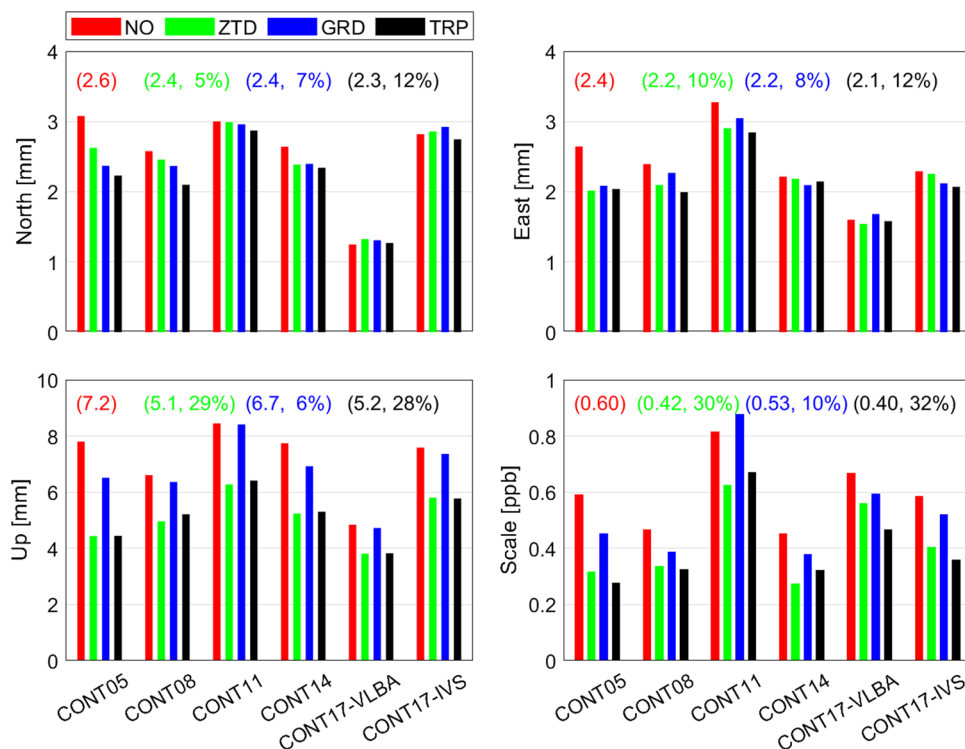 NO ZTD GRD TRP
North [mm]
4
3
2
1
0
(2.6) (2.4, 5%) (2.4, 7%) (2.3, 12%)
East [mm]
4
3
2
1
0
(2.4) (2.2, 10%) (2.2, 8%) (2.1, 12%)
Up [mm]
10
8
6
4
2
0
(7.2) (5.1, 29%) (6.7, 6%) (5.2, 28%)
CONT05 CONT08 CONT11 CONT14 CONT17-VLBA CONT17-IVS
Scale [ppb]
1
0.8
0.6
0.4
0.2
0
(0.60) (0.42, 30%) (0.53, 10%) (0.40, 32%)
CONT05 CONT08 CONT11 CONT14 CONT17-VLBA CONT17-IVS